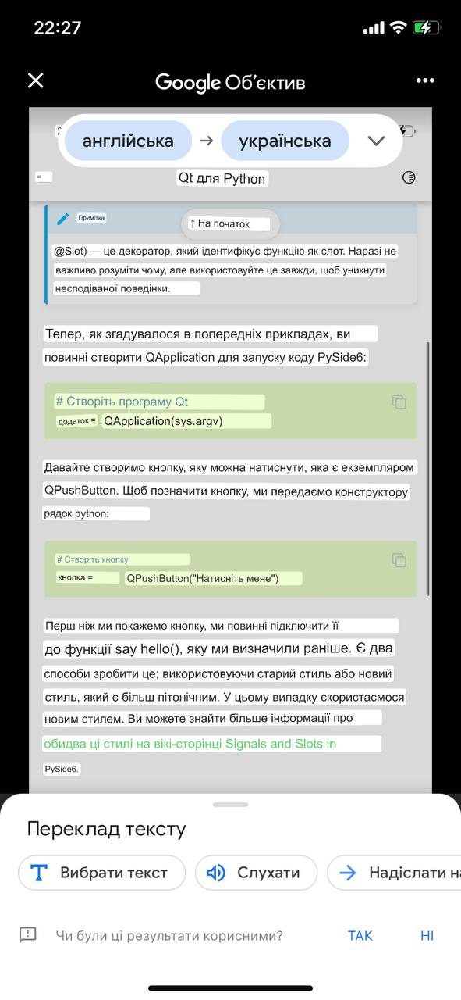 22:27
Google Об’єктив
англійська → українська
=
Qt для Python
Примітка
↑ На початок
@Slot) — це декоратор, який ідентифікує функцію як слот. Наразі не
важливо розуміти чому, але використовуйте це завжди, щоб уникнути
несподіваної поведінки.
Тепер, як згадувалося в попередніх прикладах, ви
повинні створити QApplication для запуску коду PySide6:
# Створіть програму Qt
додаток = QApplication(sys.argv)
Давайте створимо кнопку, яку можна натиснути, яка є екземпляром
QPushButton. Щоб позначити кнопку, ми передаємо конструктору
рядок python:
# Створіть кнопку
кнопка = QPushButton("Натисніть мене")
Перш ніж ми покажемо кнопку, ми повинні підключити її
до функції say hello(), яку ми визначили раніше. Є два
способи зробити це; використовуючи старий стиль або новий
стиль, який є більш пітонічним. У цьому випадку скористаємося
новим стилем. Ви можете знайти більше інформації про
обидва ці стилі на вікі-сторінці Signals and Slots in
PySide6.
Переклад тексту
Вибрати текст
Слухати
Надіслати на
Чи були ці результати корисними?
ТАК
НІ